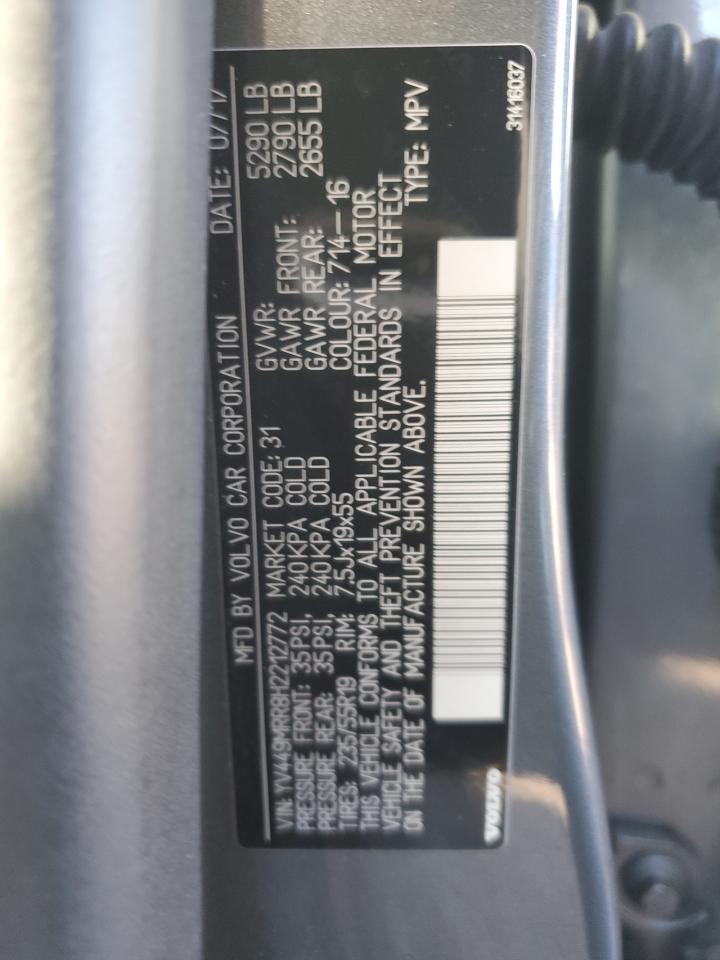 MFD BY VOLVO CAR CORPORATION DATE: 07/17
VIN: YV449MRR8H2212772 MARKET CODE: 31 GVWR: 5290 LB
PRESSURE FRONT: 35PSI, 240KPA COLD GAWR FRONT: 2790 LB
PRESSURE REAR: 35PSI, 240KPA COLD GAWR REAR: 2655 LB
TIRES: 235/55R19 RIM: 7.5Jx19x55 COLOUR: 714—16
THIS VEHICLE CONFORMS TO ALL APPLICABLE FEDERAL MOTOR
VEHICLE SAFETY AND THEFT PREVENTION STANDARDS IN EFFECT
ON THE DATE OF MANUFACTURE SHOWN ABOVE. TYPE: MPV
VOLVO 31416037